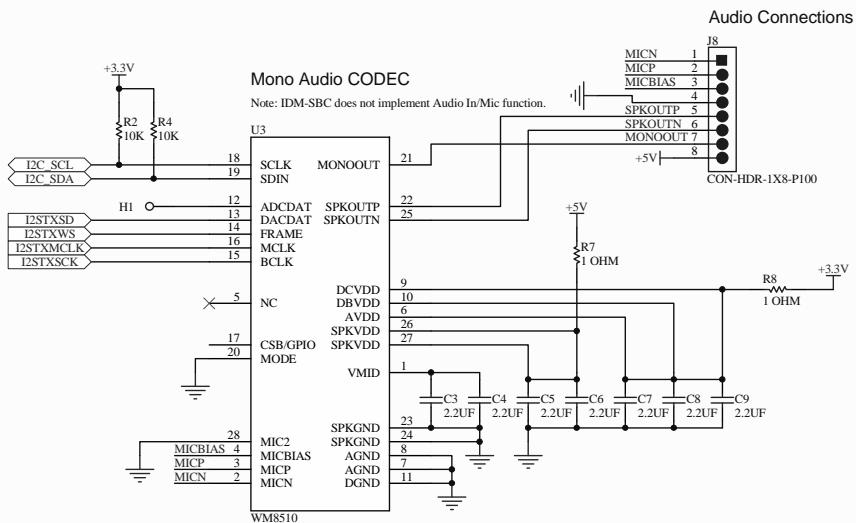 Audio Connections
J8
MICN 1
MICP 2
MICBIAS 3
4
SPKOUTP 5
SPKOUTN 6
MONOOUT 7
+5V 8
CON-HDR-1X8-P100
Mono Audio CODEC
Note: IDM-SBC does not implement Audio In/Mic function.
+3.3V
R2
10K
R4
10K
U3
I2C_SCL 18 SCLK
I2C_SDA 19 SDIN
H1 12 ADCDAT
I2STXSD 13 DACDAT
I2STXWS 14 FRAME
I2STXMCLK 16 MCLK
I2STXSCK 15 BCLK
5 NC
17 CSB/GPIO
20 MODE
28 MIC2
MICBIAS 4 MICBIAS
MICP 3 MICP
MICN 2 MICN
MONOOUT 21
SPKOUTP 22
SPKOUTN 25
DCVDD 9
DBVDD 10
AVDD 6
SPKVDD 26
SPKVDD 27
VMID 1
SPKGND 23
SPKGND 24
AGND 8
AGND 7
DGND 11
WM8510
+5V
R7
1 OHM
R8
1 OHM
+3.3V
C3
2.2UF
C4
2.2UF
C5
2.2UF
C6
2.2UF
C7
2.2UF
C8
2.2UF
C9
2.2UF